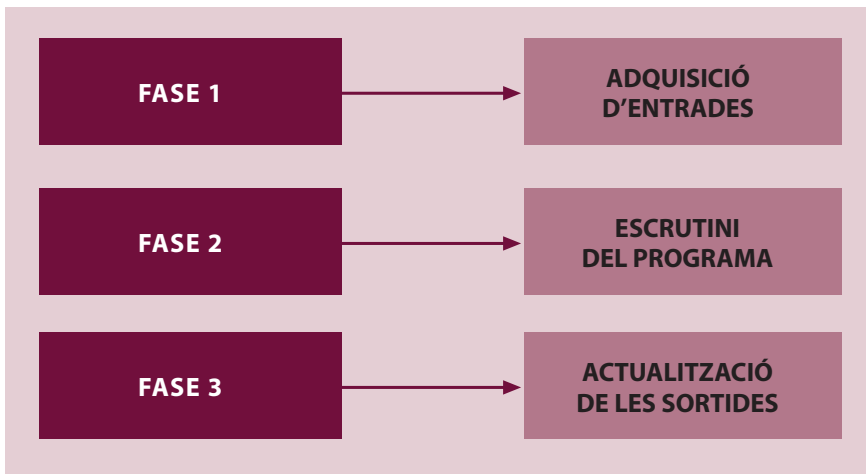 FASE 1
ADQUISICIÓ
D’ENTRADES
FASE 2
ESCRUTINI
DEL PROGRAMA
FASE 3
ACTUALITZACIÓ
DE LES SORTIDES